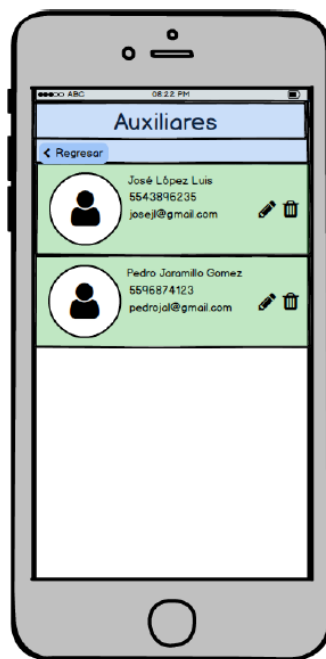 ABC 08:22 PM
Auxiliares
Regresar
José López Luis
5543896235
josejl@gmail.com
Pedro Jaramillo Gomez
5596874123
pedrojal@gmail.com